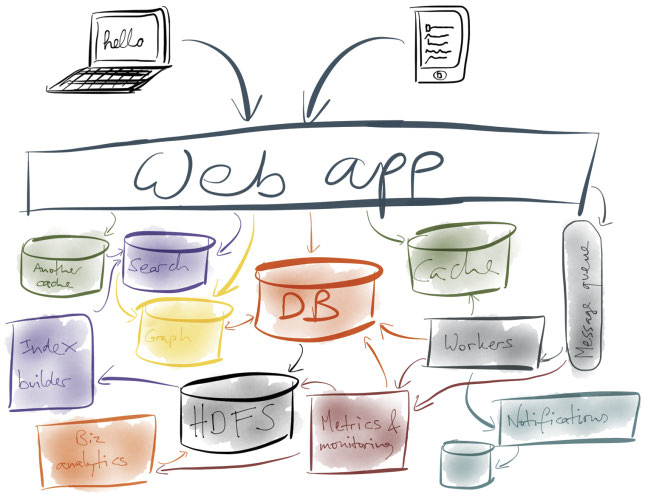 hello
Web app
Another
cache
Search
Cache
Message queue
DB
Graph
Workers
Index
builder
HDFS
Metrics &
monitoring
Notifications
Biz
analytics